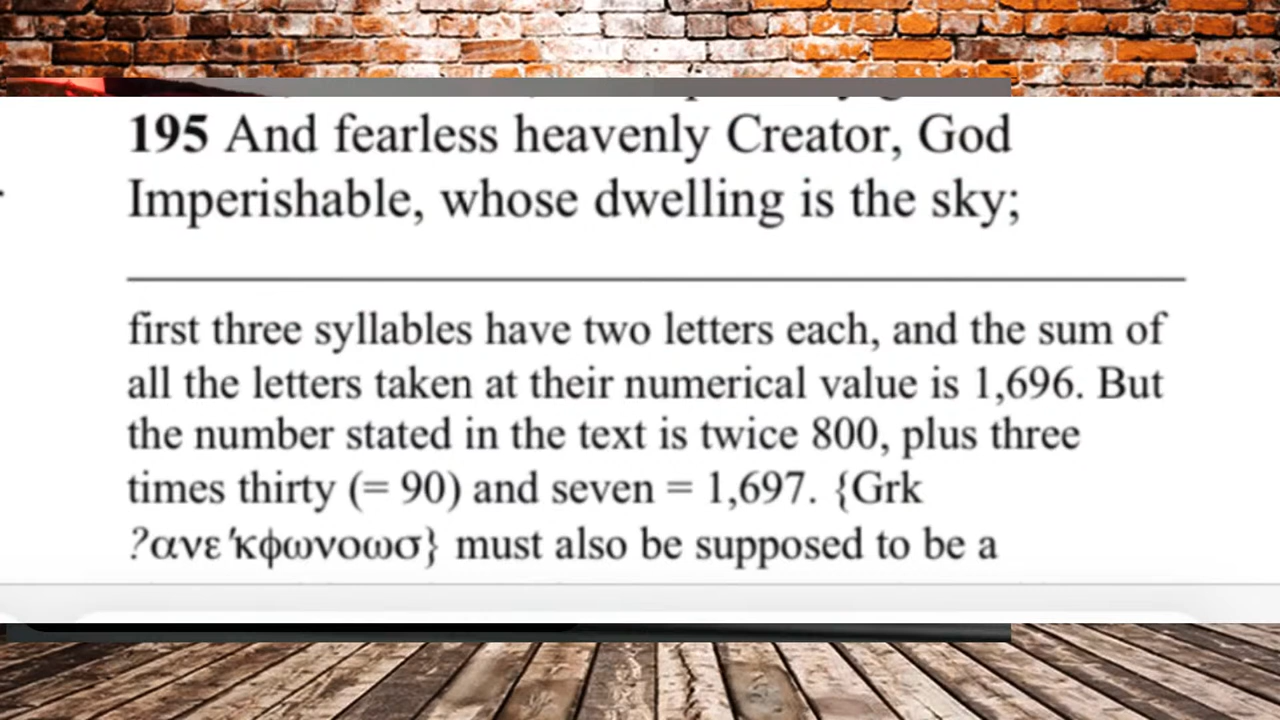 195 And fearless heavenly Creator, God
Imperishable, whose dwelling is the sky;
first three syllables have two letters each, and the sum of
all the letters taken at their numerical value is 1,696. But
the number stated in the text is twice 800, plus three
times thirty (= 90) and seven = 1,697. {Grk
?ανε'κφωνοωσ} must also be supposed to be a